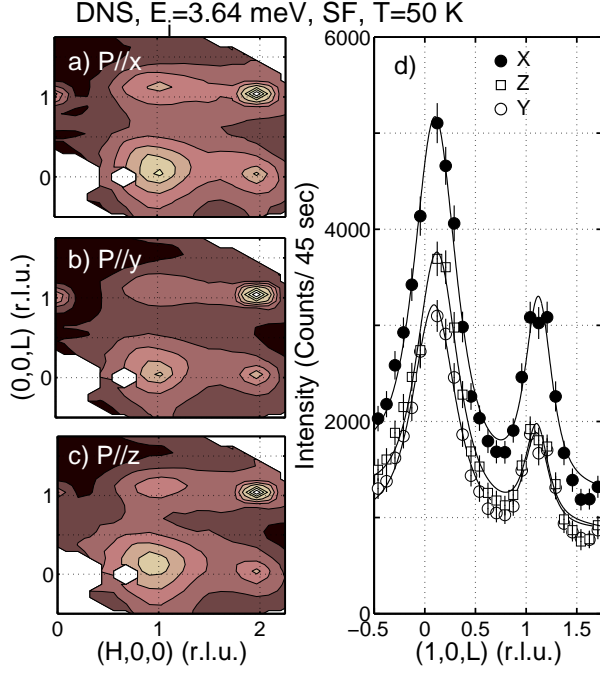 DNS, Ei=3.64 meV, SF, T=50 K
a) P//x
1
0
b) P//y
1
0
c) P//z
1
0
0 1 2
(H,0,0) (r.l.u.)
(0,0,L) (r.l.u.)
d)
X
Z
Y
6000
4000
2000
0
−0.5 0 0.5 1 1.5
(1,0,L) (r.l.u.)
Intensity (Counts/ 45 sec)